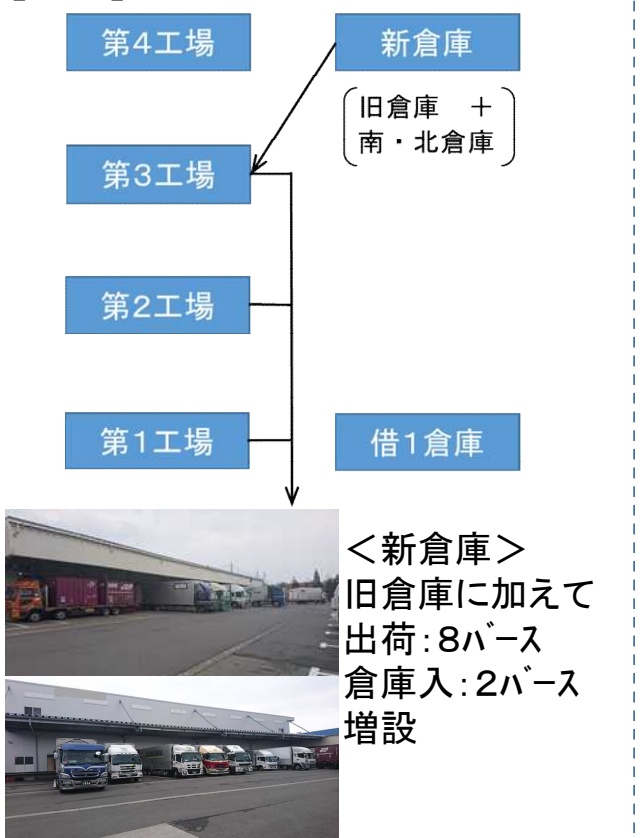 第4工場
新倉庫
旧倉庫 +
南・北倉庫
第3工場
第2工場
第1工場
借1倉庫
＜新倉庫＞
旧倉庫に加えて
出荷：8ﾊﾞｰｽ
倉庫入：2ﾊﾞｰｽ
増設